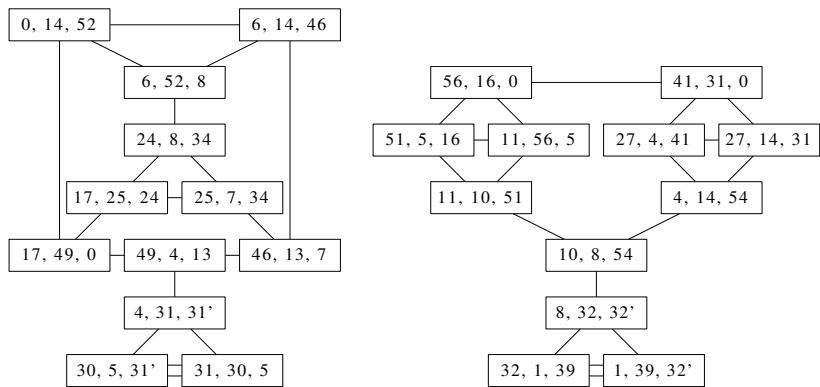 0, 14, 52
6, 14, 46
6, 52, 8
24, 8, 34
17, 25, 24
25, 7, 34
17, 49, 0
49, 4, 13
46, 13, 7
4, 31, 31’
30, 5, 31’
31, 30, 5
56, 16, 0
41, 31, 0
51, 5, 16
11, 56, 5
27, 4, 41
27, 14, 31
11, 10, 51
4, 14, 54
10, 8, 54
8, 32, 32’
32, 1, 39
1, 39, 32’